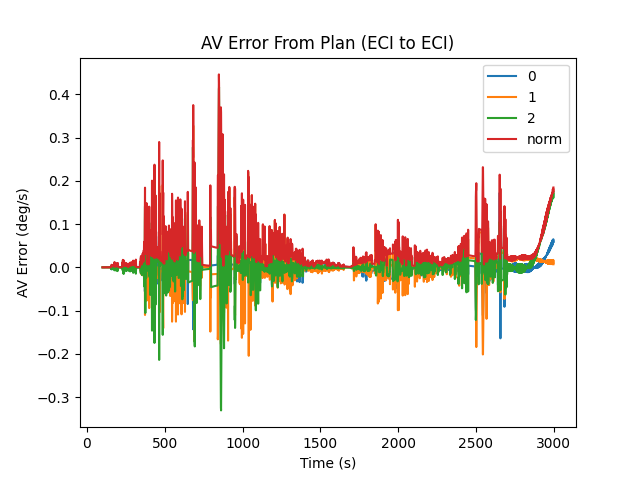 AV Error From Plan (ECI to ECI)
0
1
2
norm
AV Error (deg/s)
0.4
0.3
0.2
0.1
0.0
−0.1
−0.2
−0.3
0 500 1000 1500 2000 2500 3000
Time (s)